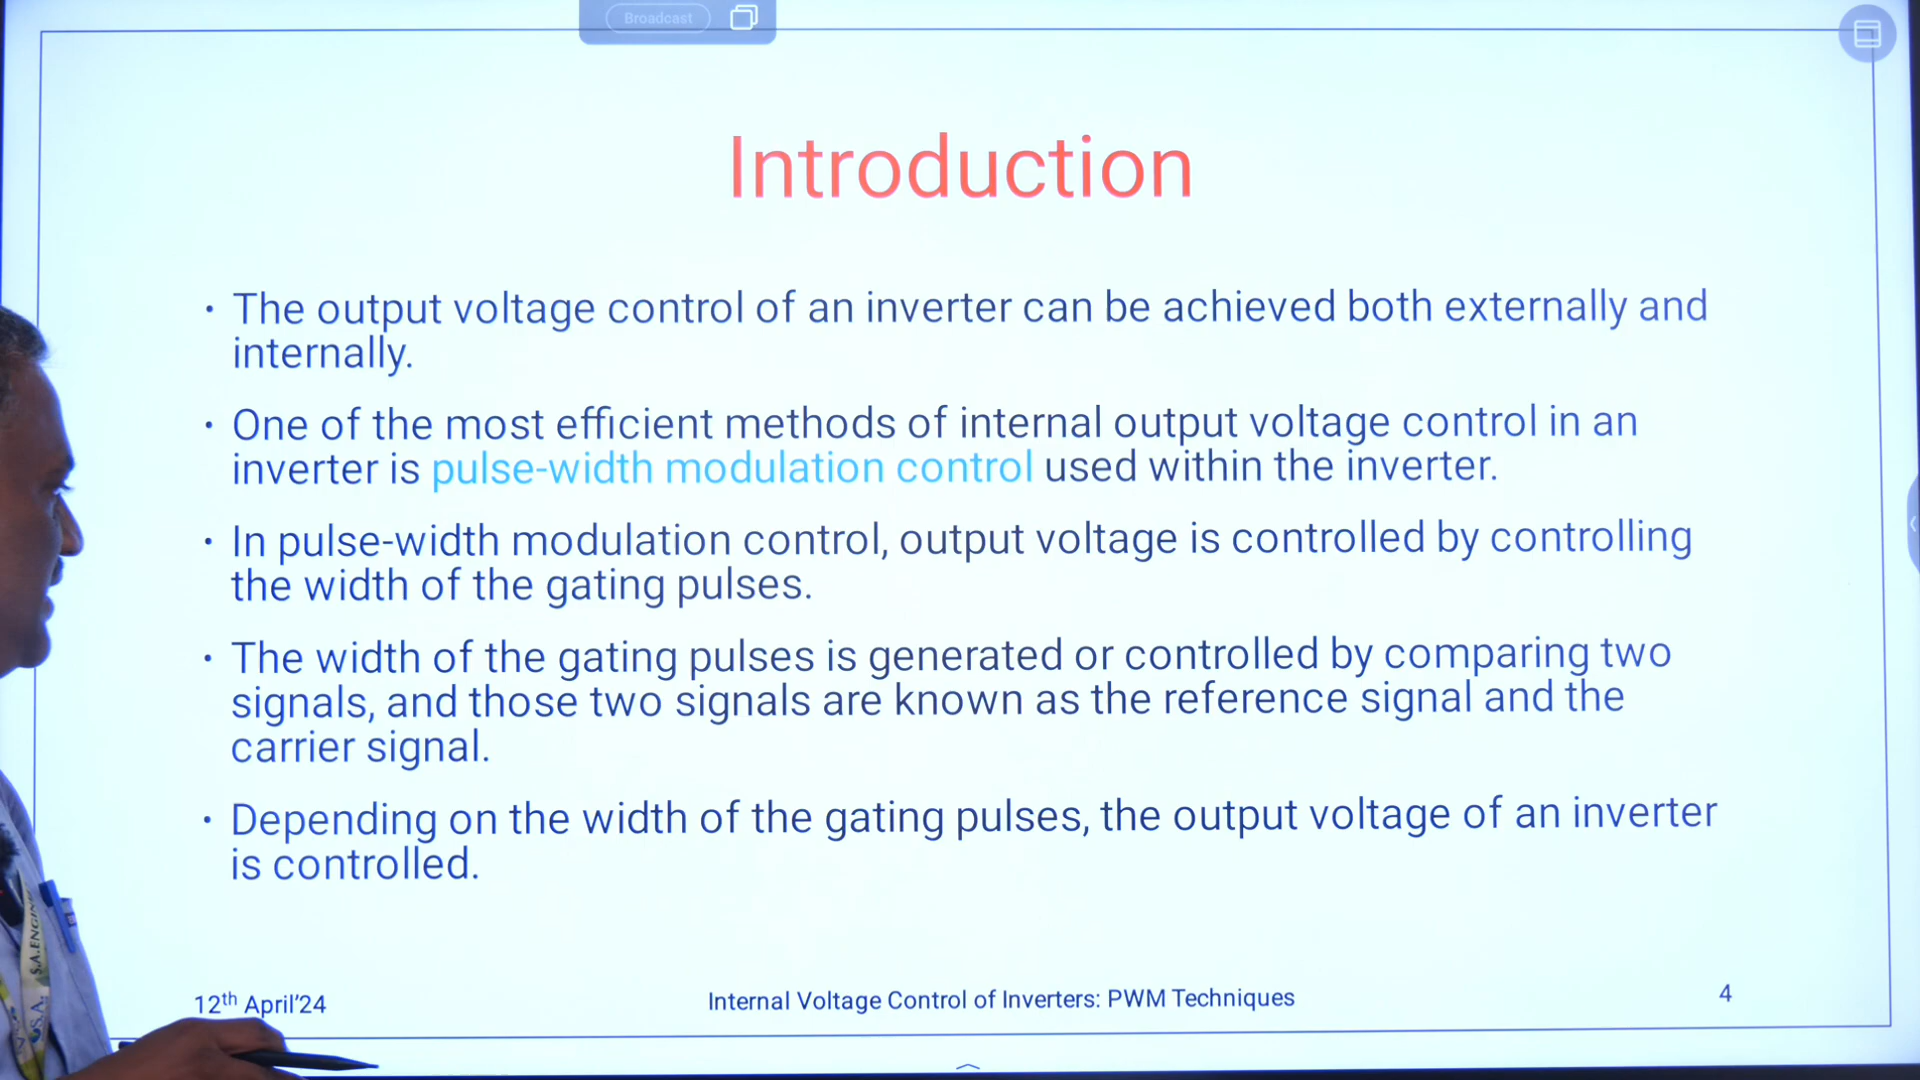 Broadcast
Introduction
• The output voltage control of an inverter can be achieved both externally and
internally.
• One of the most efficient methods of internal output voltage control in an
inverter is pulse-width modulation control used within the inverter.
• In pulse-width modulation control, output voltage is controlled by controlling
the width of the gating pulses.
• The width of the gating pulses is generated or controlled by comparing two
signals, and those two signals are known as the reference signal and the
carrier signal.
• Depending on the width of the gating pulses, the output voltage of an inverter
is controlled.
12th April'24
Internal Voltage Control of Inverters: PWM Techniques
4
S.A.ENGINE
S.A.